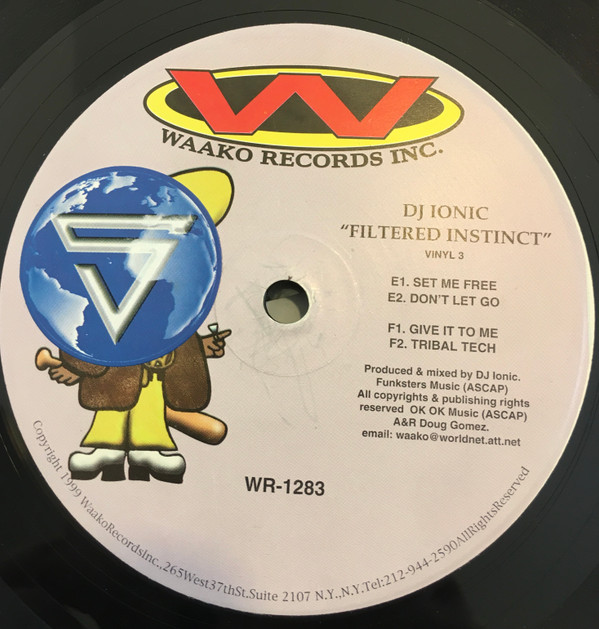 W
WAAKO RECORDS INC.
DJ IONIC
"FILTERED INSTINCT"
VINYL 3
E1. SET ME FREE
E2. DON'T LET GO
F1. GIVE IT TO ME
F2. TRIBAL TECH
Produced & mixed by DJ Ionic.
Funksters Music (ASCAP)
All copyrights & publishing rights
reserved OK OK Music (ASCAP)
A&R Doug Gomez.
email: waako@worldnet.att.net
WR-1283
Copyright 1999 WaakoRecordsInc.,265West37thSt.Suite 2107 N.Y.,N.Y.Tel:212-944-2590AllRightsReserved